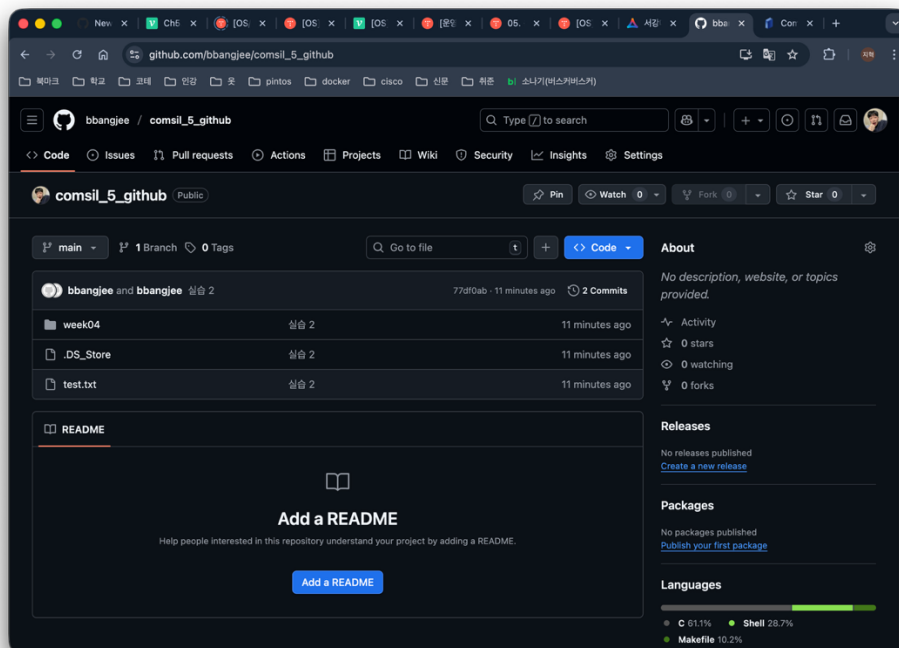 New
Ch5
[OS,
[OS]
[OS
[운영
05.
[OS
서강
bba
Con
github.com/bbangjee/comsil_5_github
지혁
북마크 학교 코테 인강 옷 pintos docker cisco 신문 취준 소나기(버스커버스커)
bbangjee / comsil_5_github
Type / to search
Code Issues Pull requests Actions Projects Wiki Security Insights Settings
comsil_5_github Public
Pin Watch 0 Fork 0 Star 0
main 1 Branch 0 Tags
Go to file t
Code
bbangjee and bbangjee 실습 2
77df0ab · 11 minutes ago 2 Commits
week04 실습 2 11 minutes ago
.DS_Store 실습 2 11 minutes ago
test.txt 실습 2 11 minutes ago
README
Add a README
Help people interested in this repository understand your project by adding a README.
Add a README
About
No description, website, or topics
provided.
Activity
0 stars
0 watching
0 forks
Releases
No releases published
Create a new release
Packages
No packages published
Publish your first package
Languages
C 61.1% Shell 28.7%
Makefile 10.2%